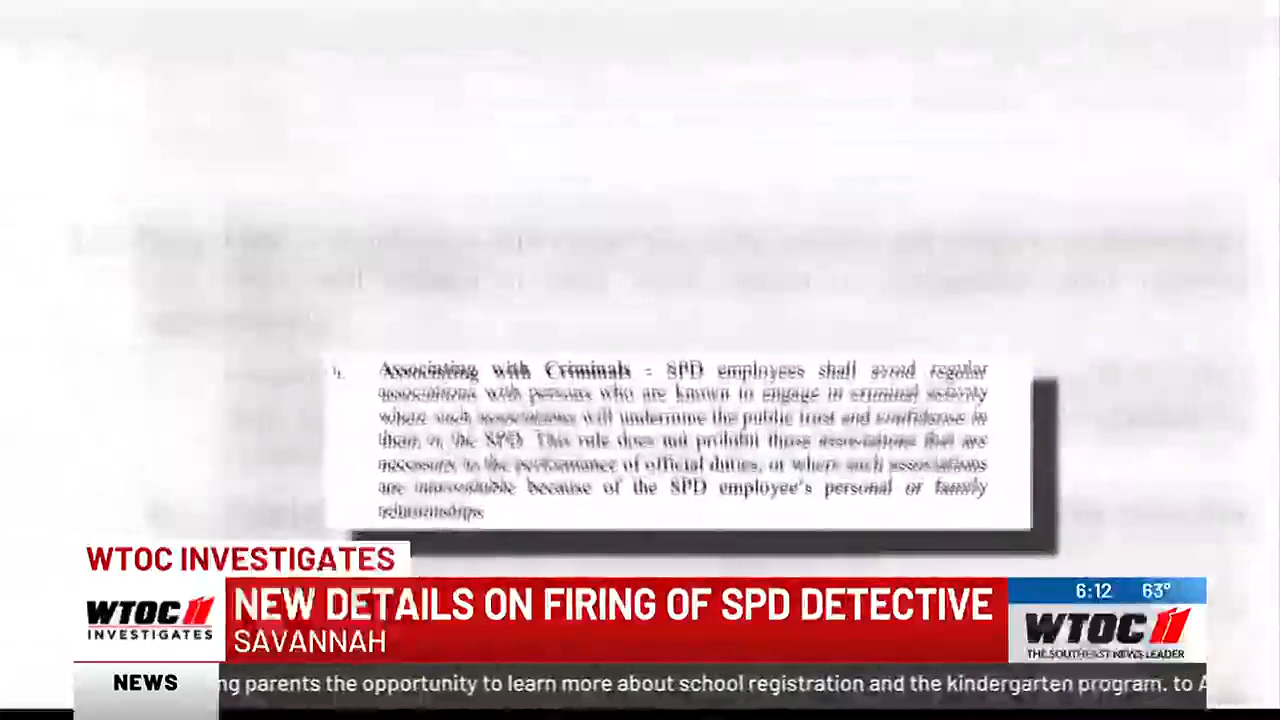 Associating with Criminals - SPD employees shall avoid regular
associations with persons who are known to engage in criminal activity
where such associations will undermine the public trust and confidence in
them or the SPD. This rule does not prohibit those associations that are
necessary to the performance of official duties, or where such associations
are unavoidable because of the SPD employee's personal or family
relationships
WTOC INVESTIGATES
WTOC 11
INVESTIGATES
NEW DETAILS ON FIRING OF SPD DETECTIVE
SAVANNAH
6:12 63°
WTOC 11
THE SOUTHEAST NEWS LEADER
NEWS ng parents the opportunity to learn more about school registration and the kindergarten program. to A